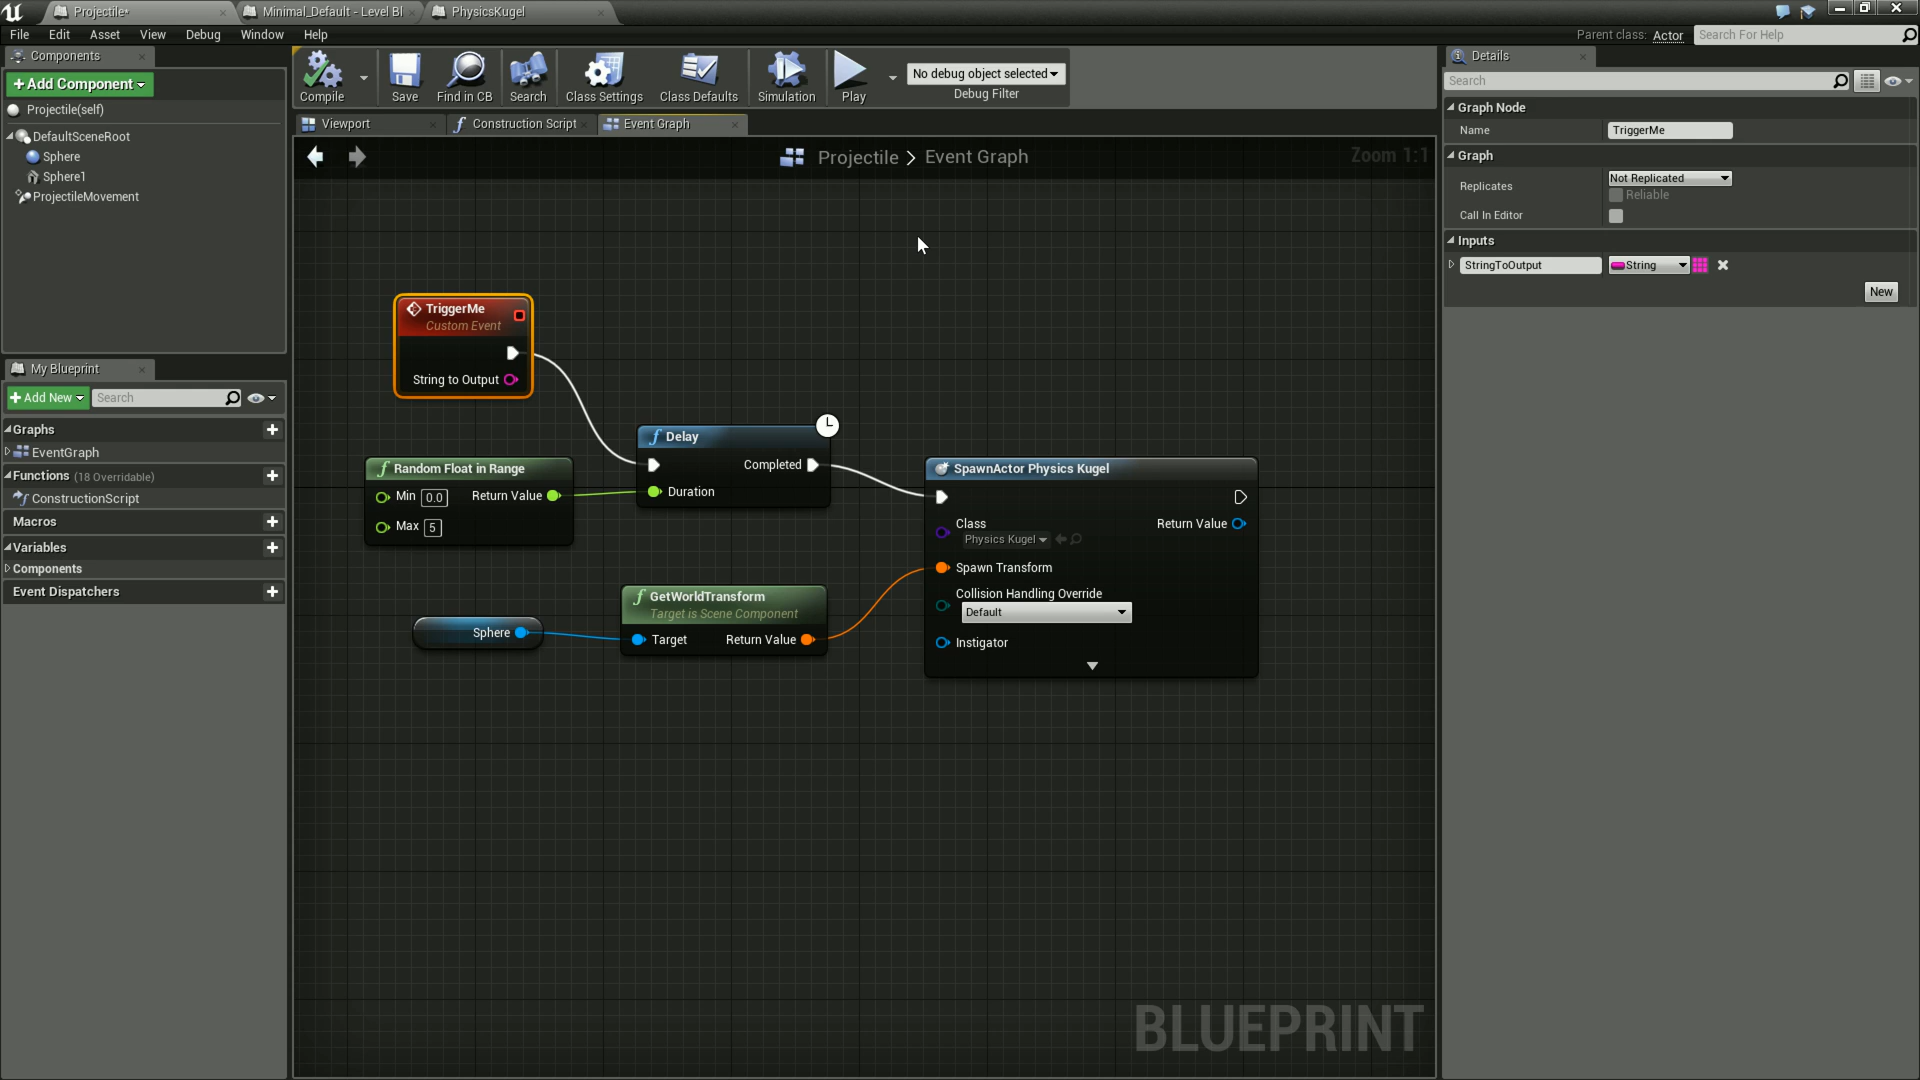 Projectile*
Minimal_Default - Level Bl
PhysicsKugel
File
Edit
Asset
View
Debug
Window
Help
Parent class:
Actor
Search For Help
Components
+Add Component
Projectile(self)
DefaultSceneRoot
Sphere
Sphere1
ProjectileMovement
Compile
Save
Find in CB
Search
Class Settings
Class Defaults
Simulation
Play
No debug object selected
Debug Filter
Viewport
Construction Script
Event Graph
Projectile > Event Graph
Zoom 1:1
TriggerMe
Custom Event
String to Output
f Delay
Completed
Duration
f Random Float in Range
Min 0.0
Return Value
Max 5
f GetWorldTransform
Target is Scene Component
Target
Return Value
Sphere
SpawnActor Physics Kugel
Class
Physics Kugel
Return Value
Spawn Transform
Collision Handling Override
Default
Instigator
BLUEPRINT
My Blueprint
+Add New
Search
Graphs
EventGraph
Functions (18 Overridable)
ConstructionScript
Macros
Variables
Components
Event Dispatchers
Details
Search
Graph Node
Name
TriggerMe
Graph
Replicates
Not Replicated
Reliable
Call In Editor
Inputs
StringToOutput
String
New